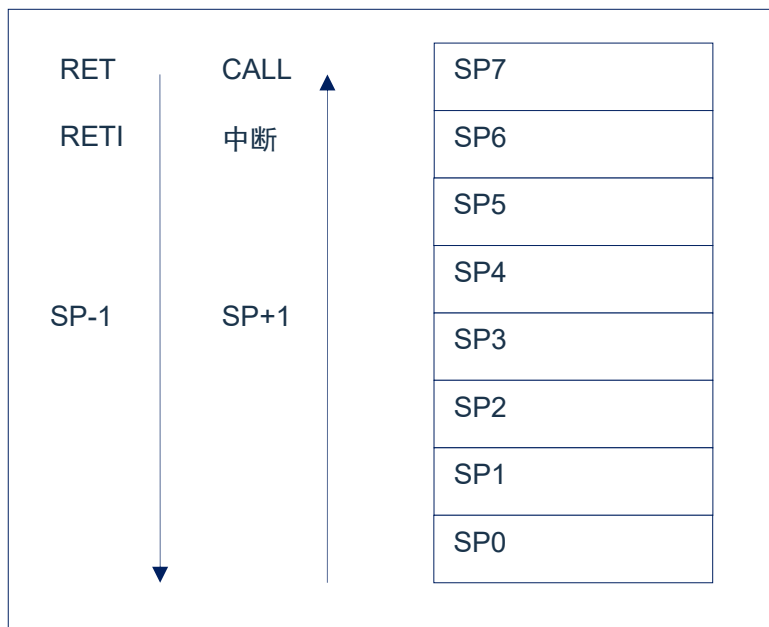 RET CALL SP7
RETI 中断 SP6
SP5
SP4
SP-1 SP+1 SP3
SP2
SP1
SP0